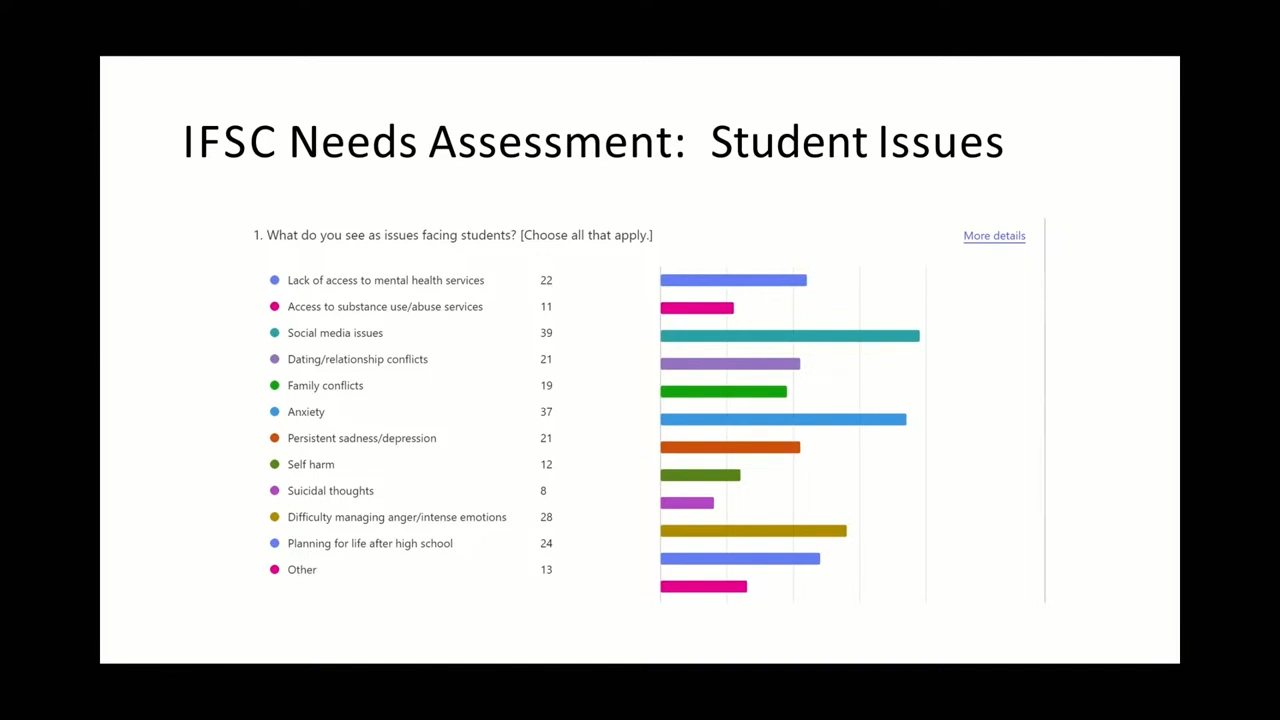 IFSC Needs Assessment: Student Issues
1. What do you see as issues facing students? [Choose all that apply.]
More details
Lack of access to mental health services 22
Access to substance use/abuse services 11
Social media issues 39
Dating/relationship conflicts 21
Family conflicts 19
Anxiety 37
Persistent sadness/depression 21
Self harm 12
Suicidal thoughts 8
Difficulty managing anger/intense emotions 28
Planning for life after high school 24
Other 13